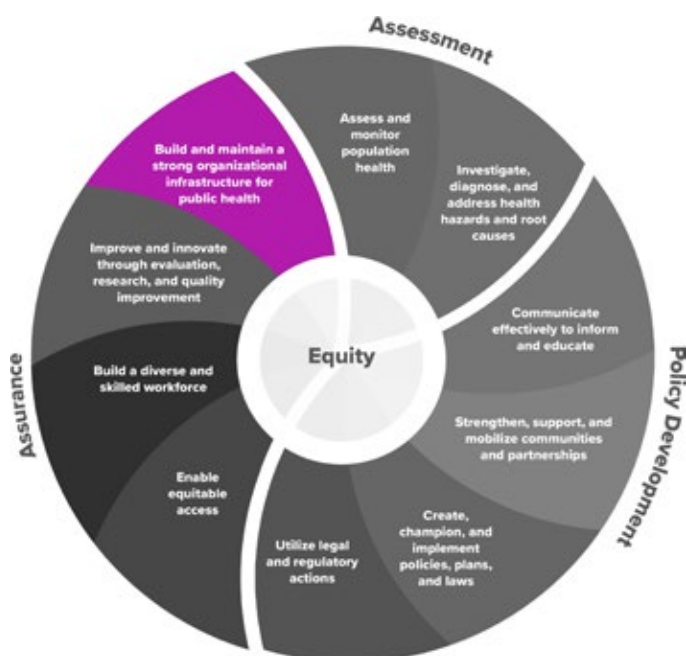 Assessment
Assess and
monitor
population
health
Investigate,
diagnose, and
address health
hazards and root
causes
Communicate
effectively to inform
and educate
Strengthen, support, and
mobilize communities
and partnerships
Policy Development
Create,
champion, and
implement
policies, plans,
and laws
Utilize legal
and regulatory
actions
Enable
equitable
access
Build a diverse and
skilled workforce
Assurance
Improve and innovate
through evaluation,
research, and quality
improvement
Build and maintain a
strong organizational
infrastructure for
public health
Equity